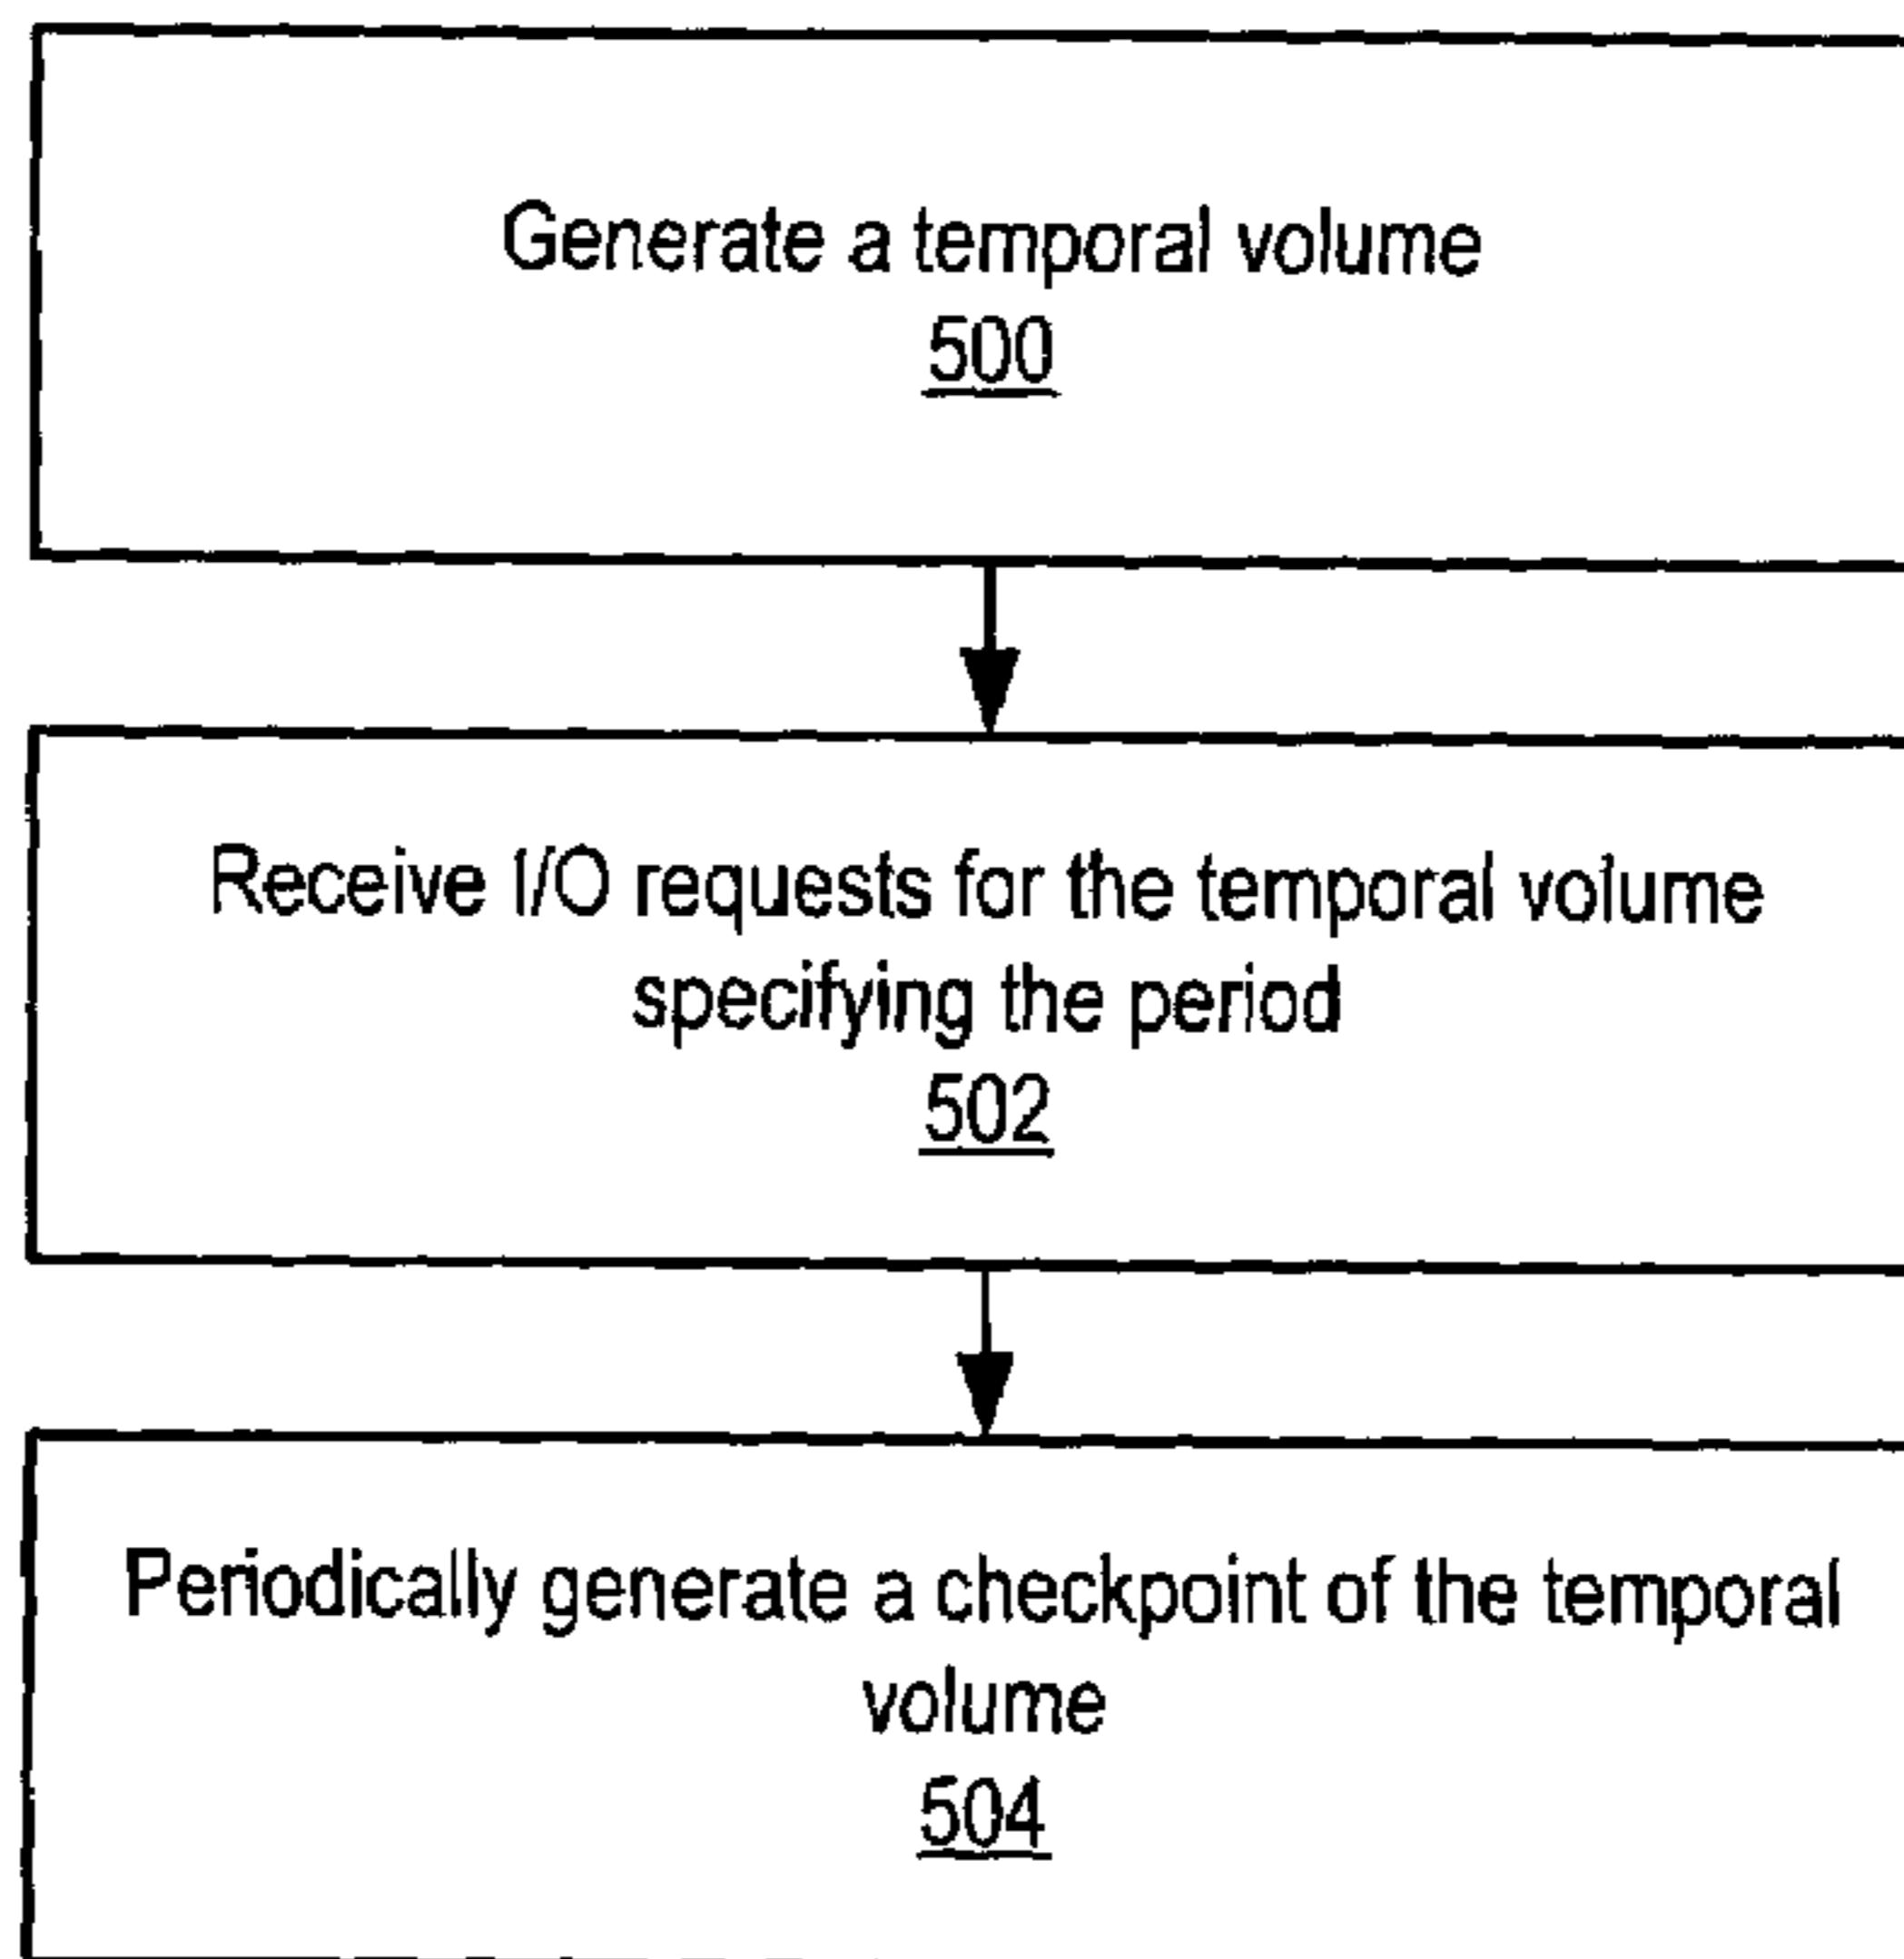 Generate a temporal volume
500
Receive I/O requests for the temporal volume
specifying the period
502
Periodically generate a checkpoint of the temporal
volume
504